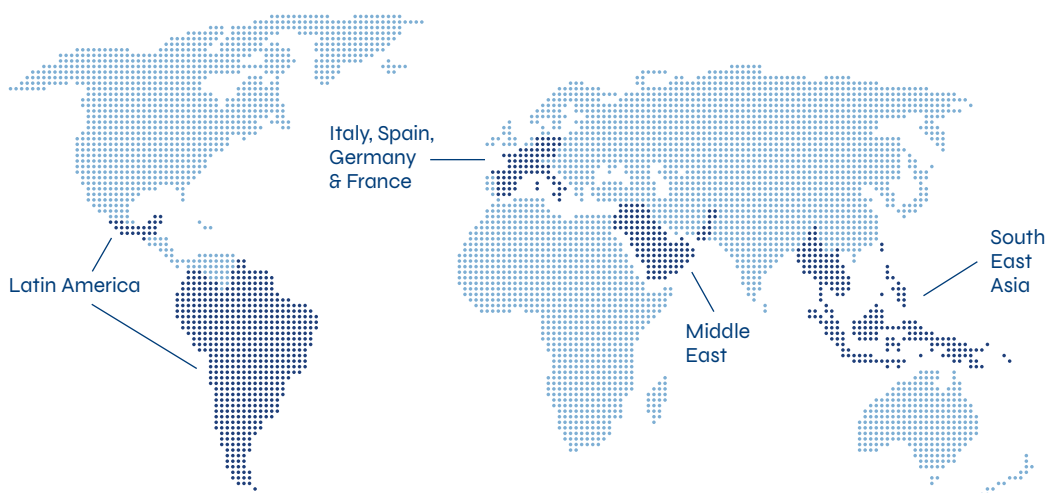 Italy, Spain,
Germany
& France
Latin America
Middle
East
South
East
Asia